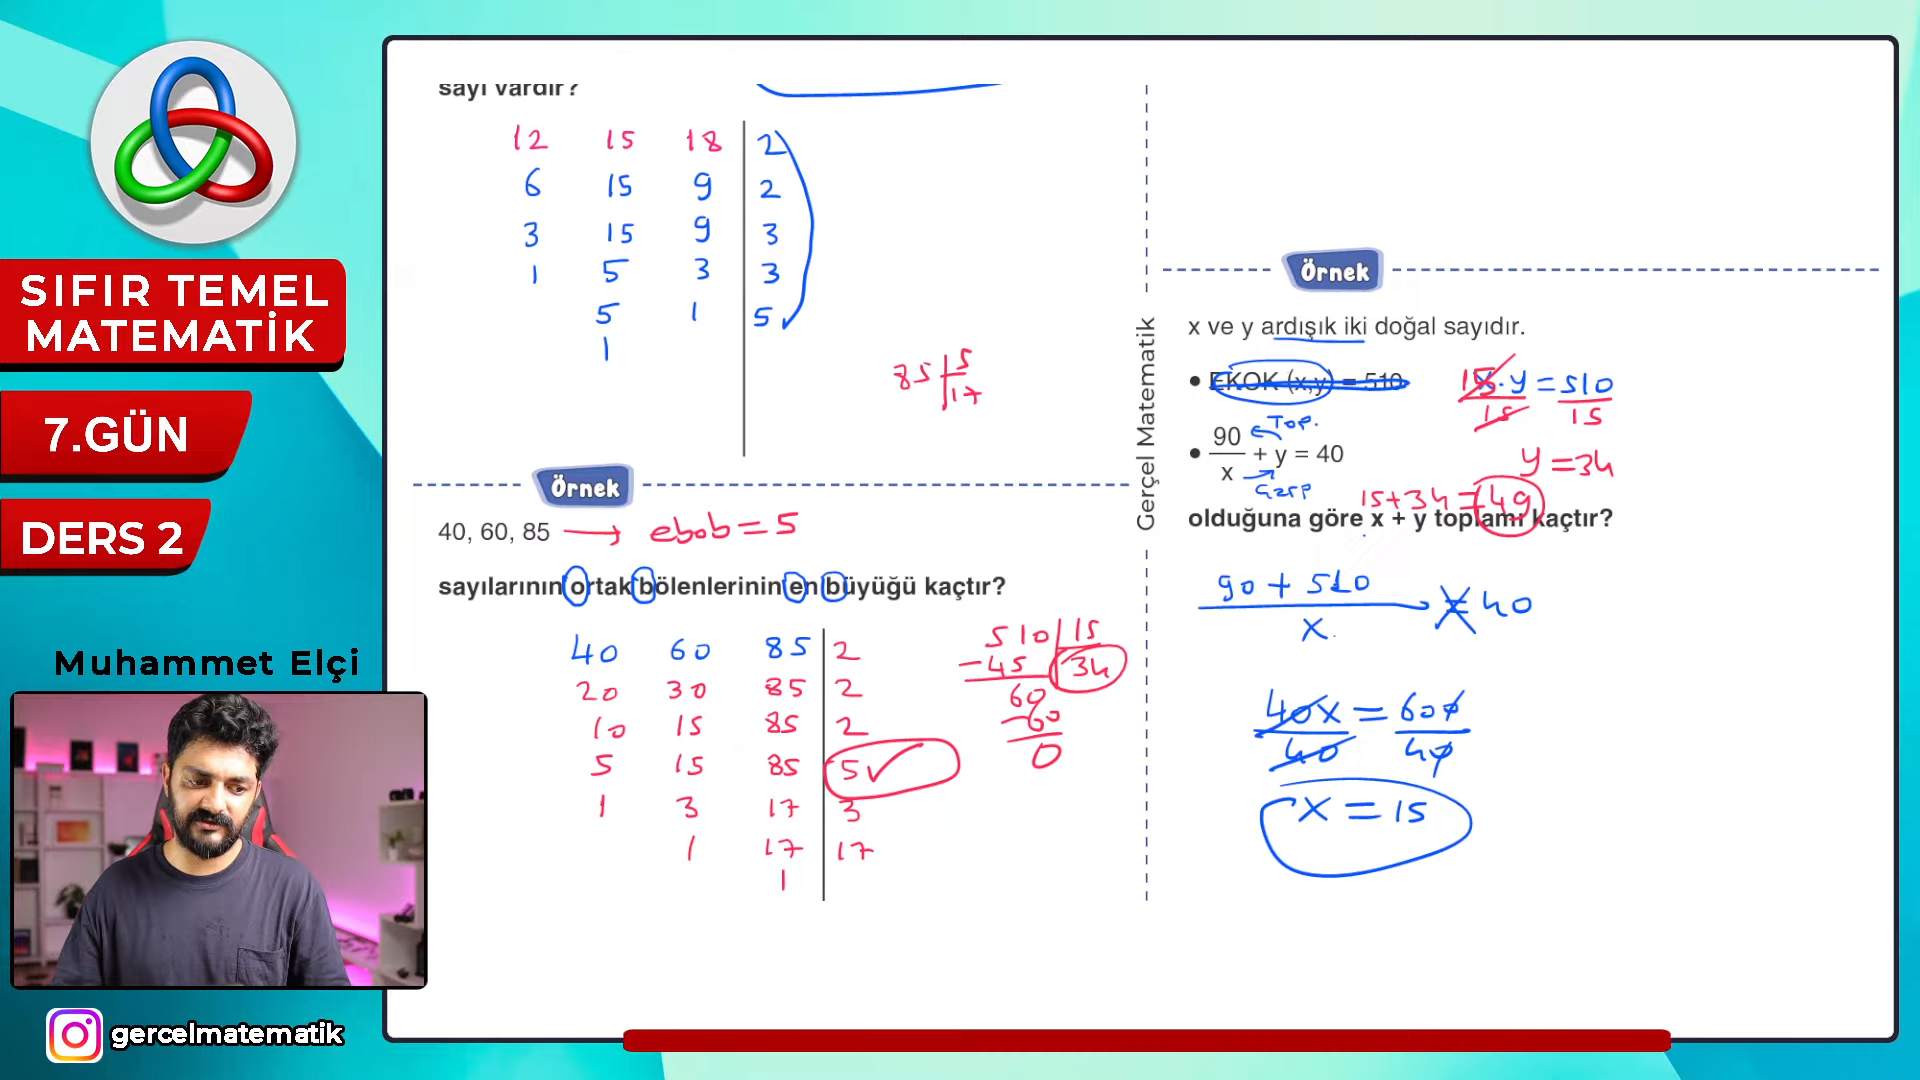 SIFIR TEMEL
MATEMATİK
7.GÜN
DERS 2
Muhammet Elçi
gercelmatematik
sayı vardır?
12 15 18 2
6 15 9 2
3 15 9 3
1 5 3 3
5 1 5
1
85 5
17
Örnek
40, 60, 85 → ebob = 5
sayılarının ortak bölenlerinin en büyüğü kaçtır?
40 60 85 2
20 30 85 2
10 15 85 2
5 15 85 5 ✓
1 3 17 3
1 17 17
1
510 15
-45 34
60
-60
0
Gerçel Matematik
Örnek
x ve y ardışık iki doğal sayıdır.
• EKOK (x,y) = 510
• 90/x + y = 40
Top.
olduğuna göre x + y toplamı kaçtır?
15 . y = 510
15 15
y = 34
15+34 = 49
90 + 510
x
= 40
40x = 600
40 40
x = 15